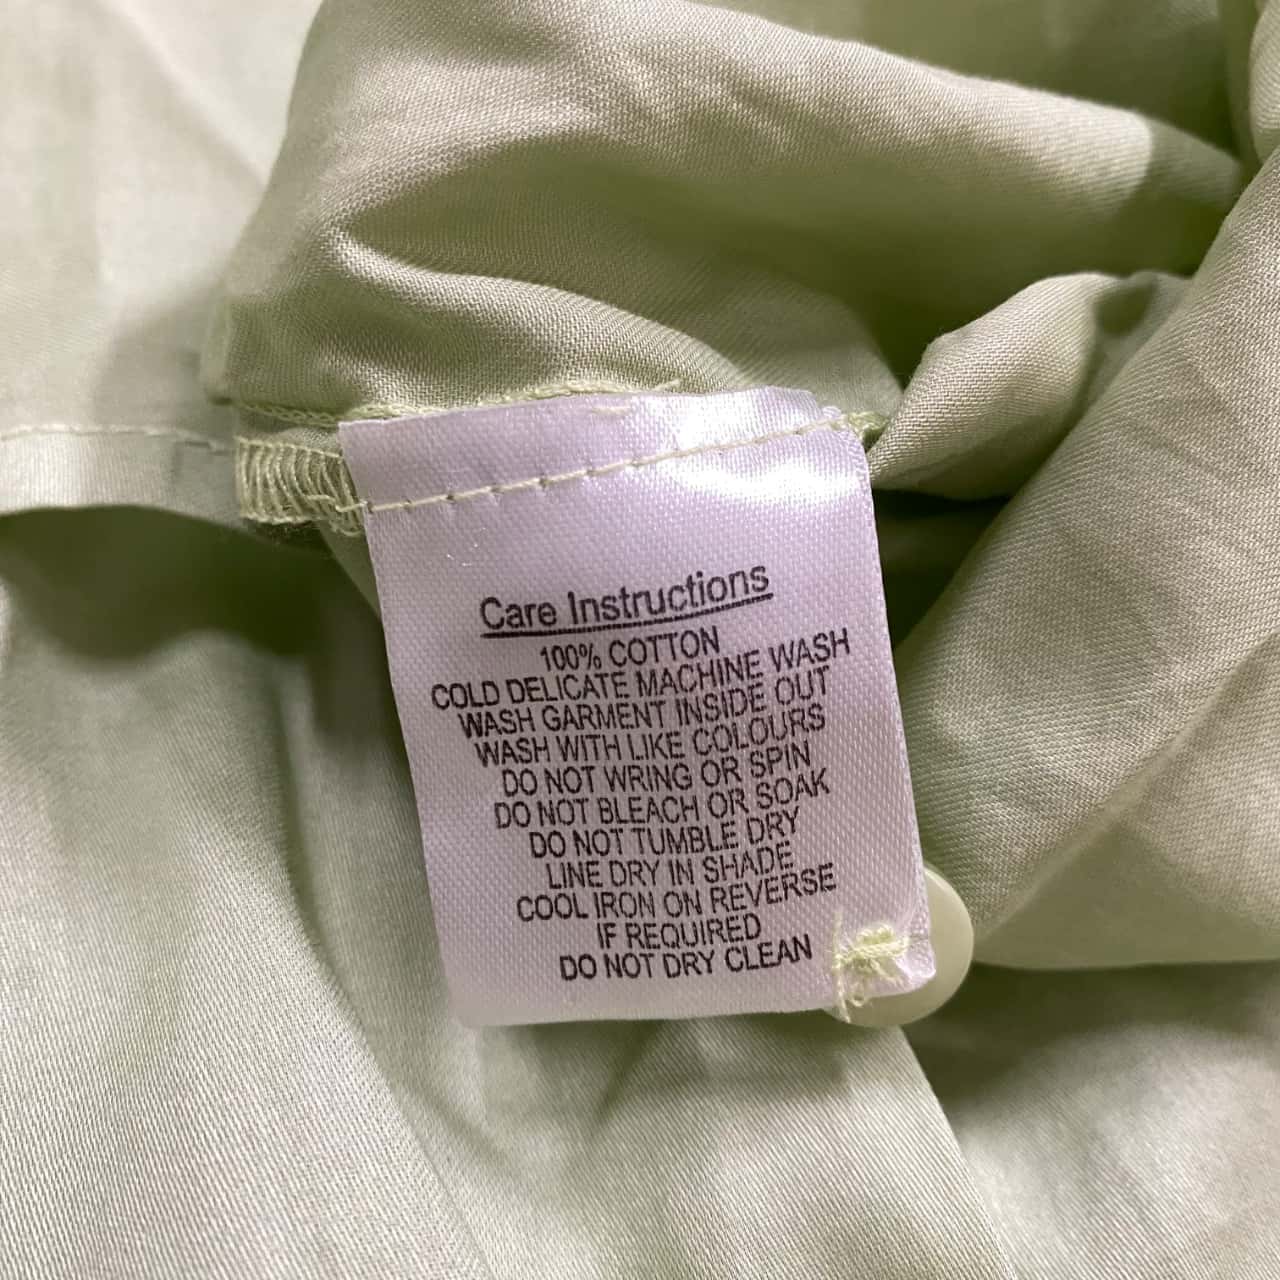 Care Instructions
100% COTTON
COLD DELICATE MACHINE WASH
WASH GARMENT INSIDE OUT
WASH WITH LIKE COLOURS
DO NOT WRING OR SPIN
DO NOT BLEACH OR SOAK
DO NOT TUMBLE DRY
LINE DRY IN SHADE
COOL IRON ON REVERSE
IF REQUIRED
DO NOT DRY CLEAN